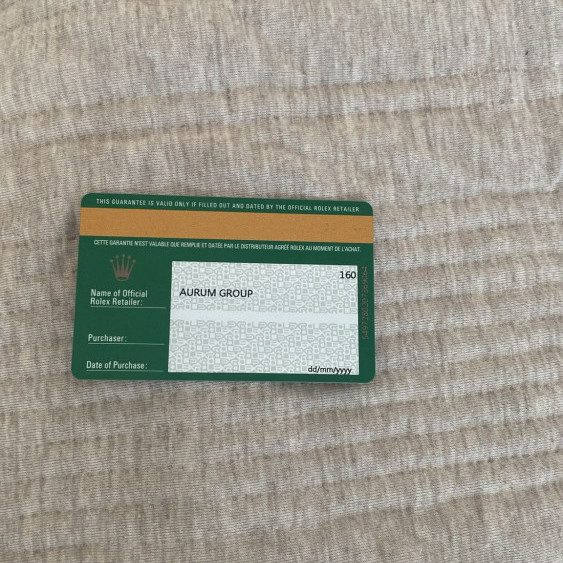 THIS GUARANTEE IS VALID ONLY IF FILLED OUT AND DATED BY THE OFFICIAL ROLEX RETAILER
CETTE GARANTIE N'EST VALABLE QUE REMPLIE ET DATÉE PAR LE DISTRIBUTEUR AGRÉÉ ROLEX AU MOMENT DE L'ACHAT.
160
Name of Official
Rolex Retailer:
AURUM GROUP
Purchaser:
Date of Purchase:
dd/mm/yyyy